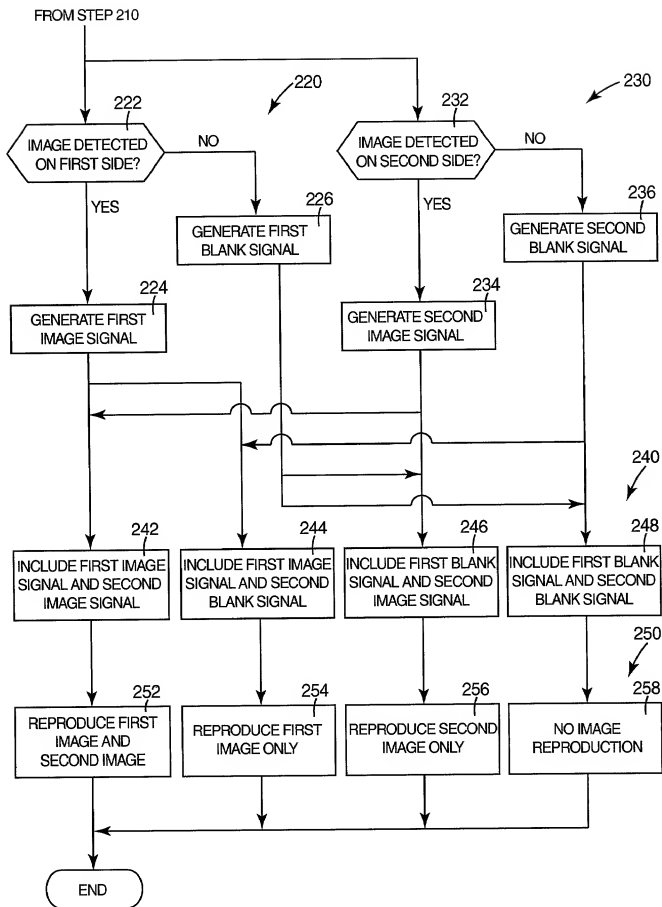 FROM STEP 210
222
220
232
230
IMAGE DETECTED
ON FIRST SIDE?
NO
IMAGE DETECTED
ON SECOND SIDE?
NO
YES
226
GENERATE FIRST
BLANK SIGNAL
YES
236
GENERATE SECOND
BLANK SIGNAL
224
GENERATE FIRST
IMAGE SIGNAL
234
GENERATE SECOND
IMAGE SIGNAL
240
242
INCLUDE FIRST IMAGE
SIGNAL AND SECOND
IMAGE SIGNAL
244
INCLUDE FIRST IMAGE
SIGNAL AND SECOND
BLANK SIGNAL
246
INCLUDE FIRST BLANK
SIGNAL AND SECOND
IMAGE SIGNAL
248
INCLUDE FIRST BLANK
SIGNAL AND SECOND
BLANK SIGNAL
250
252
REPRODUCE FIRST
IMAGE AND
SECOND IMAGE
254
REPRODUCE FIRST
IMAGE ONLY
256
REPRODUCE SECOND
IMAGE ONLY
258
NO IMAGE
REPRODUCTION
END